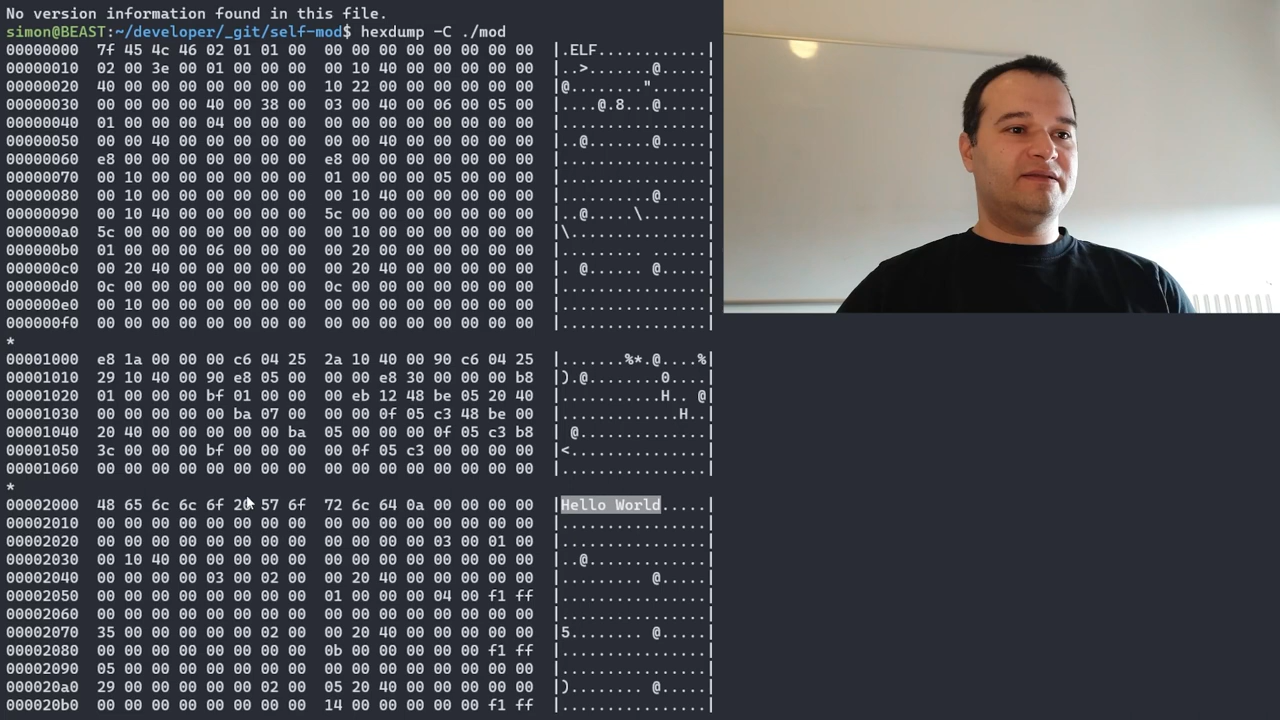 No version information found in this file.
simon@BEAST:~/developer/_git/self-mod$ hexdump -C ./mod
00000000  7f 45 4c 46 02 01 01 00  00 00 00 00 00 00 00 00  |.ELF............|
00000010  02 00 3e 00 01 00 00 00  00 10 40 00 00 00 00 00  |..>.......@.....|
00000020  40 00 00 00 00 00 00 00  10 22 00 00 00 00 00 00  |@........"......|
00000030  00 00 00 00 40 00 38 00  03 00 40 00 06 00 05 00  |....@.8...@.....|
00000040  01 00 00 00 04 00 00 00  00 00 00 00 00 00 00 00  |................|
00000050  00 00 40 00 00 00 00 00  00 00 40 00 00 00 00 00  |..@.......@.....|
00000060  e8 00 00 00 00 00 00 00  e8 00 00 00 00 00 00 00  |................|
00000070  00 10 00 00 00 00 00 00  01 00 00 00 05 00 00 00  |................|
00000080  00 10 00 00 00 00 00 00  00 10 40 00 00 00 00 00  |..........@.....|
00000090  00 10 40 00 00 00 00 00  5c 00 00 00 00 00 00 00  |..@.....\.......|
000000a0  5c 00 00 00 00 00 00 00  00 10 00 00 00 00 00 00  |\...............|
000000b0  01 00 00 00 06 00 00 00  00 20 00 00 00 00 00 00  |......... ......|
000000c0  00 20 40 00 00 00 00 00  00 20 40 00 00 00 00 00  |. @...... @.....|
000000d0  0c 00 00 00 00 00 00 00  0c 00 00 00 00 00 00 00  |................|
000000e0  00 10 00 00 00 00 00 00  00 00 00 00 00 00 00 00  |................|
000000f0  00 00 00 00 00 00 00 00  00 00 00 00 00 00 00 00  |................|
*
00001000  e8 1a 00 00 00 c6 04 25  2a 10 40 00 90 c6 04 25  |.......%*.@....%|
00001010  29 10 40 00 90 e8 05 00  00 00 e8 30 00 00 00 b8  |).@........0....|
00001020  01 00 00 00 bf 01 00 00  00 eb 12 48 be 05 20 40  |...........H.. @|
00001030  00 00 00 00 00 ba 07 00  00 00 0f 05 c3 48 be 00  |.............H..|
00001040  20 40 00 00 00 00 00 ba  05 00 00 00 0f 05 c3 b8  | @..............|
00001050  3c 00 00 00 bf 00 00 00  00 0f 05 c3 00 00 00 00  |<...............|
00001060  00 00 00 00 00 00 00 00  00 00 00 00 00 00 00 00  |................|
*
00002000  48 65 6c 6c 6f 20 57 6f  72 6c 64 0a 00 00 00 00  |Hello World.....|
00002010  00 00 00 00 00 00 00 00  00 00 00 00 00 00 00 00  |................|
00002020  00 00 00 00 00 00 00 00  00 00 00 00 03 00 01 00  |................|
00002030  00 10 40 00 00 00 00 00  00 00 00 00 00 00 00 00  |..@.............|
00002040  00 00 00 00 03 00 02 00  00 20 40 00 00 00 00 00  |......... @.....|
00002050  00 00 00 00 00 00 00 00  01 00 00 00 04 00 f1 ff  |................|
00002060  00 00 00 00 00 00 00 00  00 00 00 00 00 00 00 00  |................|
00002070  35 00 00 00 00 00 02 00  00 20 40 00 00 00 00 00  |5........ @.....|
00002080  00 00 00 00 00 00 00 00  0b 00 00 00 00 00 f1 ff  |................|
00002090  05 00 00 00 00 00 00 00  00 00 00 00 00 00 00 00  |................|
000020a0  29 00 00 00 00 00 02 00  05 20 40 00 00 00 00 00  |)........ @.....|
000020b0  00 00 00 00 00 00 00 00  14 00 00 00 00 00 f1 ff  |................|